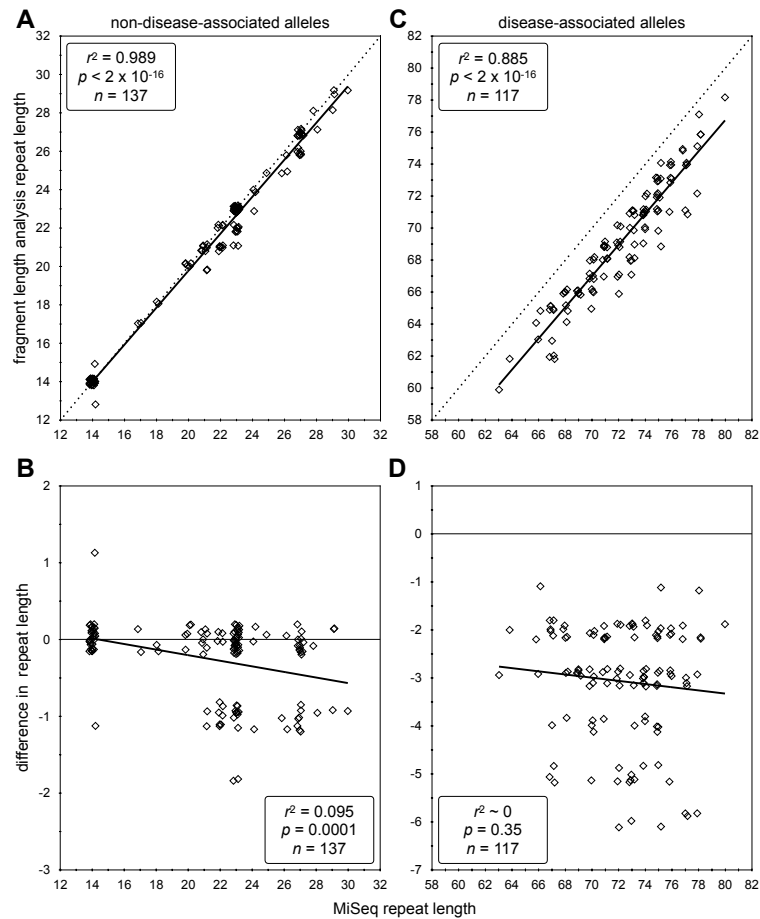 A
non-disease-associated alleles
r² = 0.989
p < 2 x 10⁻¹⁶
n = 137
32
30
28
26
24
22
20
18
16
14
12
12 14 16 18 20 22 24 26 28 30 32
fragment length analysis repeat length
C
disease-associated alleles
r² = 0.885
p < 2 x 10⁻¹⁶
n = 117
82
80
78
76
74
72
70
68
66
64
62
60
58
58 60 62 64 66 68 70 72 74 76 78 80 82
B
2
1
0
-1
-2
-3
difference in repeat length
r² = 0.095
p = 0.0001
n = 137
12 14 16 18 20 22 24 26 28 30 32
D
1
0
-1
-2
-3
-4
-5
-6
-7
r² ~ 0
p = 0.35
n = 117
58 60 62 64 66 68 70 72 74 76 78 80 82
MiSeq repeat length